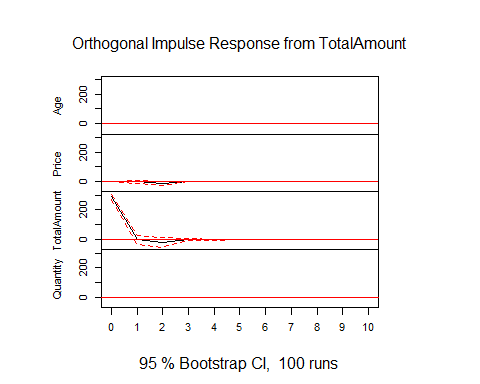 Orthogonal Impulse Response from TotalAmount
Age
0 200
Price
0 200
TotalAmount
0 200
Quantity
0 200
0 1 2 3 4 5 6 7 8 9 10
95 % Bootstrap CI, 100 runs